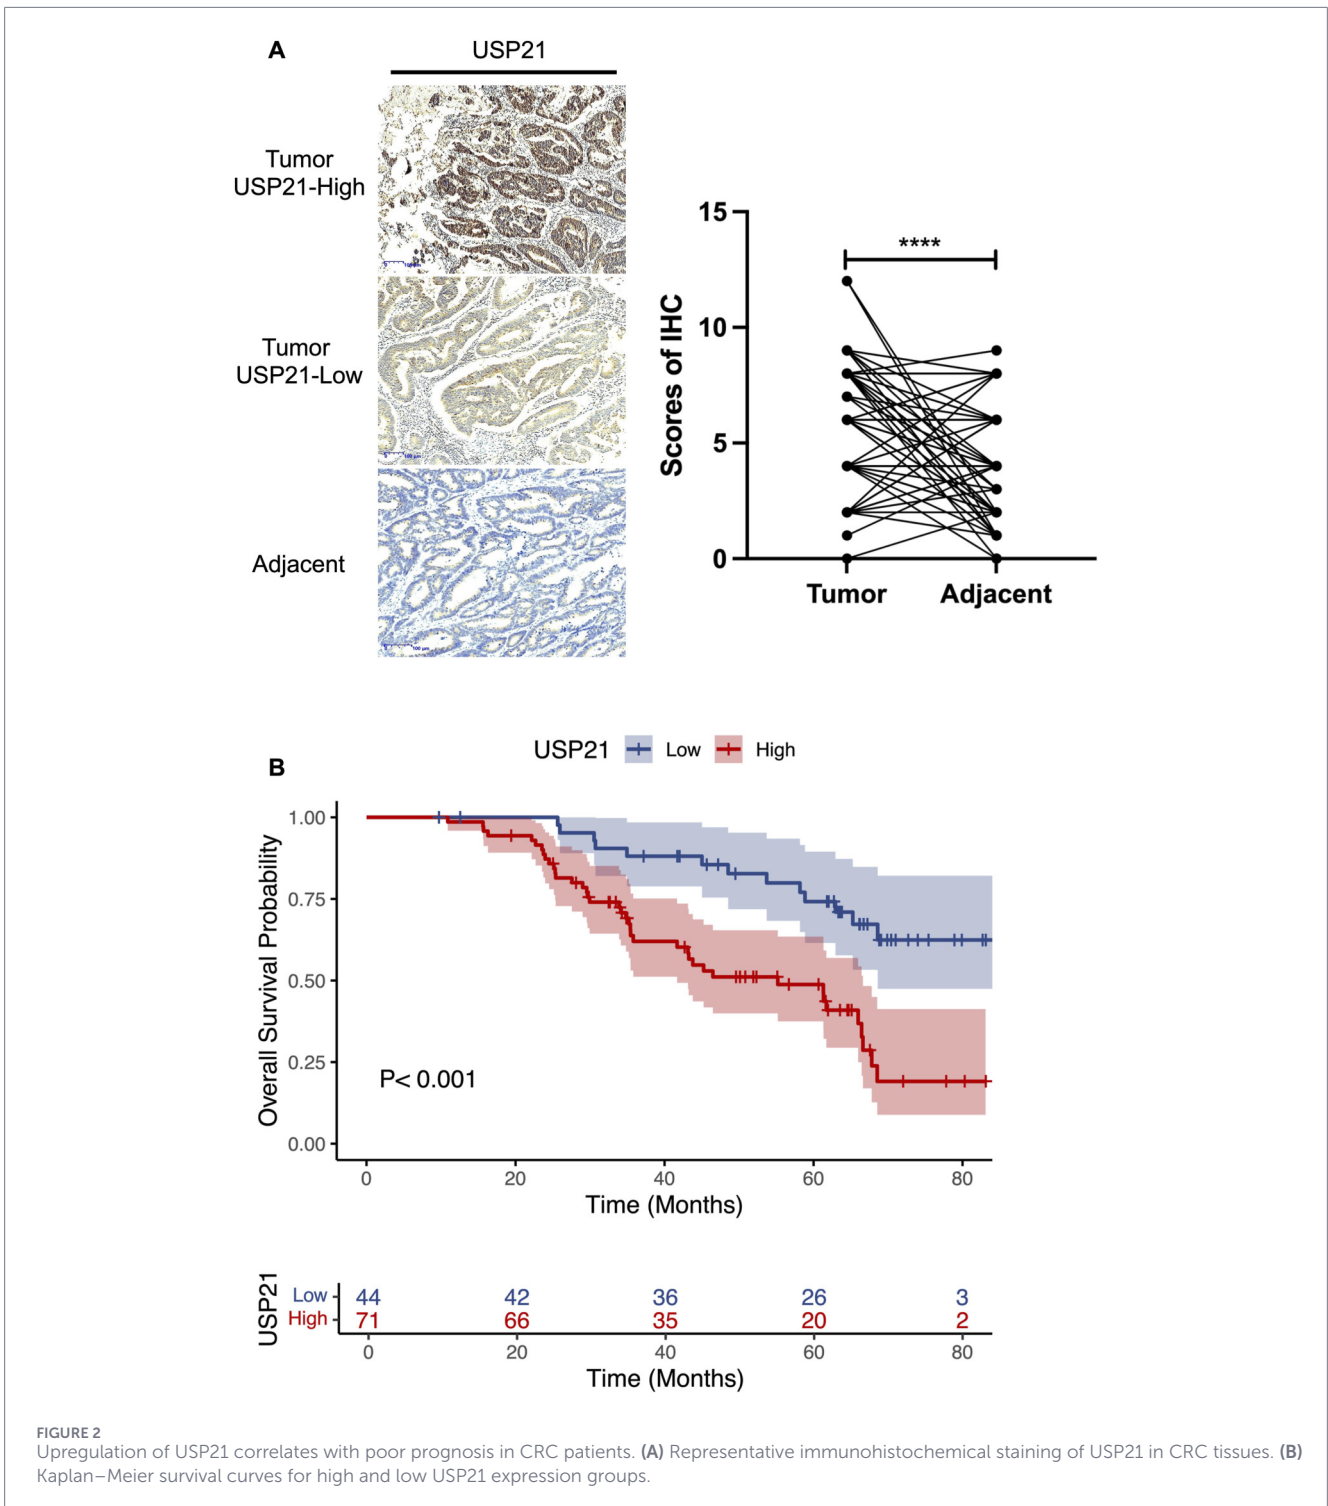 A
USP21
Tumor
USP21-High
Tumor
USP21-Low
Adjacent
100 μm
100 μm
15
10
5
0
Scores of IHC
****
Tumor Adjacent
B
USP21 Low High
1.00
0.75
0.50
0.25
0.00
Overall Survival Probability
P< 0.001
0 20 40 60 80
Time (Months)
USP21
Low 44 42 36 26 3
High 71 66 35 20 2
0 20 40 60 80
Time (Months)
FIGURE 2
Upregulation of USP21 correlates with poor prognosis in CRC patients. (A) Representative immunohistochemical staining of USP21 in CRC tissues. (B)
Kaplan–Meier survival curves for high and low USP21 expression groups.